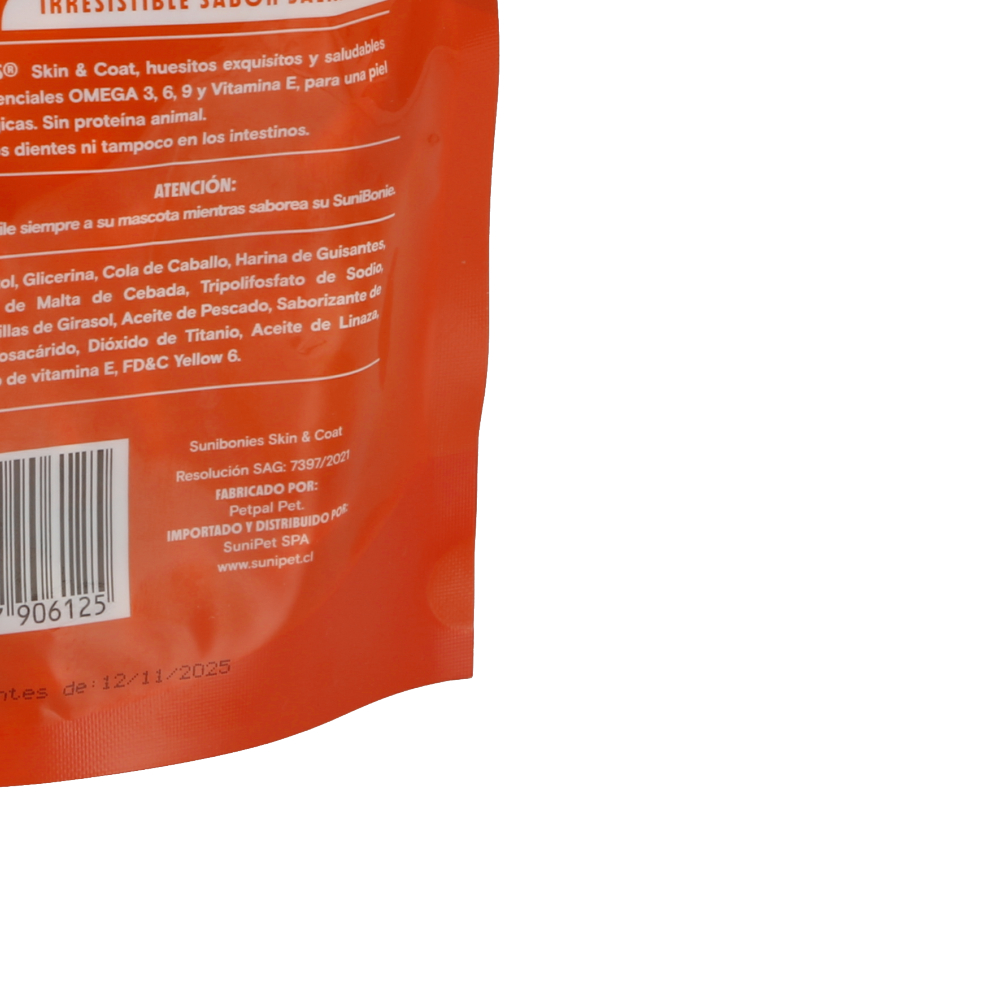 IRRESISTIBLE SABOR
® Skin & Coat, huesitos exquisitos y saludables
enciales OMEGA 3, 6, 9 y Vitamina E, para una piel
icas. Sin proteína animal.
s dientes ni tampoco en los intestinos.
ATENCIÓN:
ile siempre a su mascota mientras saborea su SuniBonie.
ol, Glicerina, Cola de Caballo, Harina de Guisantes,
de Malta de Cebada, Tripolifosfato de Sodio,
illas de Girasol, Aceite de Pescado, Saborizante de
osacárido, Dióxido de Titanio, Aceite de Linaza,
de vitamina E, FD&C Yellow 6.
Sunibonies Skin & Coat
Resolución SAG: 7397/2021
FABRICADO POR:
Petpal Pet.
IMPORTADO Y DISTRIBUIDO POR:
SuniPet SPA
www.sunipet.cl
906125
ntes de:12/11/2025